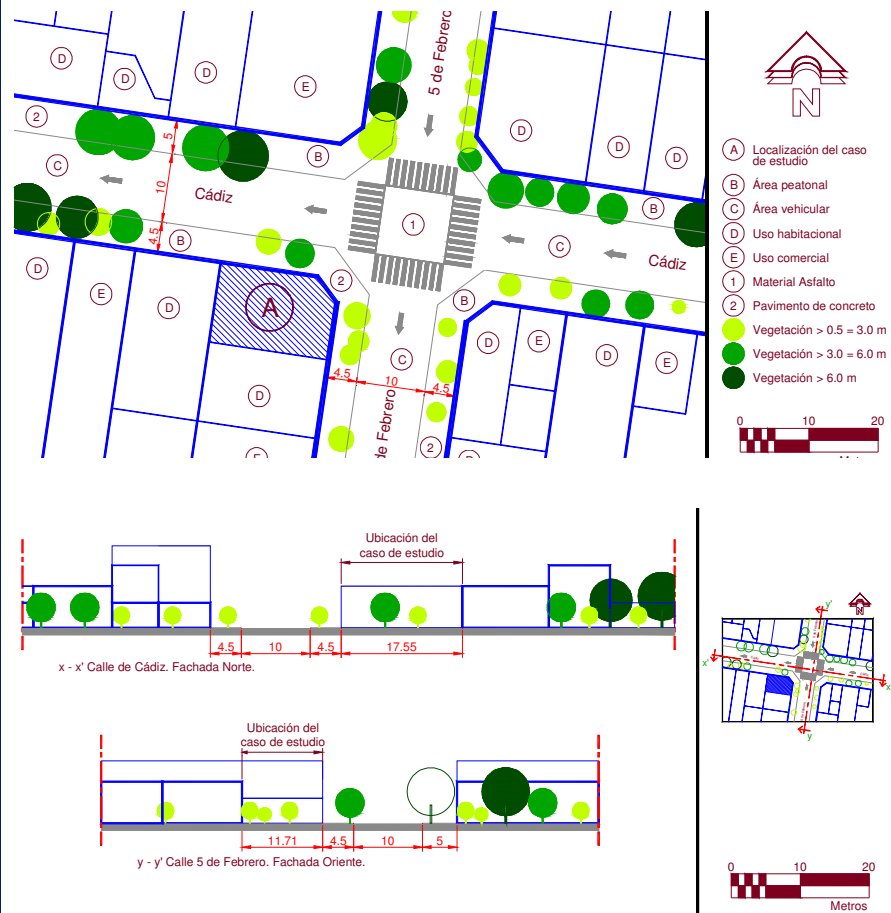 5 de Febrero
N
D
D
D
E
D
D
D
2
B
C
5
10
4.5
Cádiz
B
1
B
C
Cádiz
D
E
D
A
2
B
D
E
D
E
C
4.5
10
4.5
D
E
de Febrero
2
D
A Localización del caso
de estudio
B Área peatonal
C Área vehicular
D Uso habitacional
E Uso comercial
1 Material Asfalto
2 Pavimento de concreto
Vegetación > 0.5 = 3.0 m
Vegetación > 3.0 = 6.0 m
Vegetación > 6.0 m
0 10 20
Ubicación del
caso de estudio
4.5 10 4.5 17.55
x - x' Calle de Cádiz. Fachada Norte.
Ubicación del
caso de estudio
11.71 4.5 10 5
y - y' Calle 5 de Febrero. Fachada Oriente.
y'
x'
x
y
0 10 20
Metros